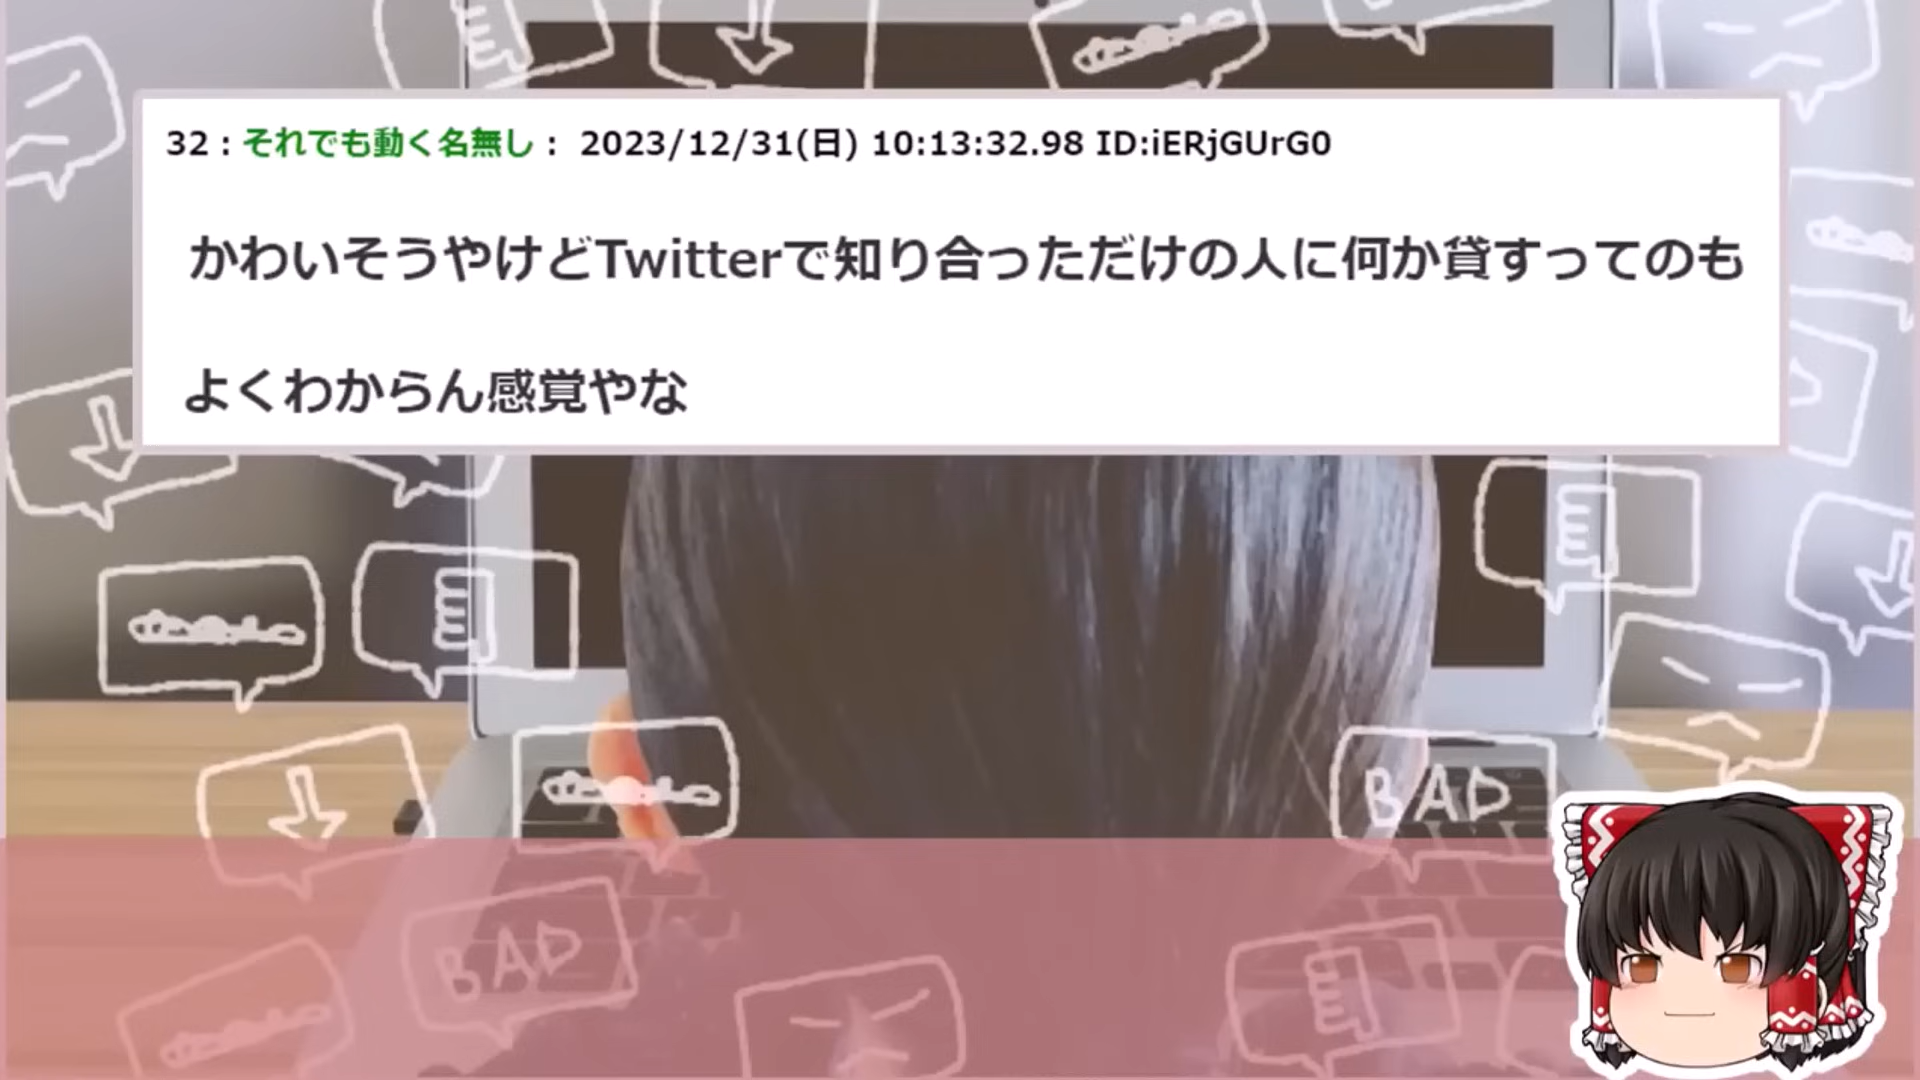 32 : それでも動く名無し : 2023/12/31(日) 10:13:32.98 ID:iERjGUrG0
かわいそうやけどTwitterで知り合っただけの人に何か貸すってのも
よくわからん感覚やな
BAD
BAD